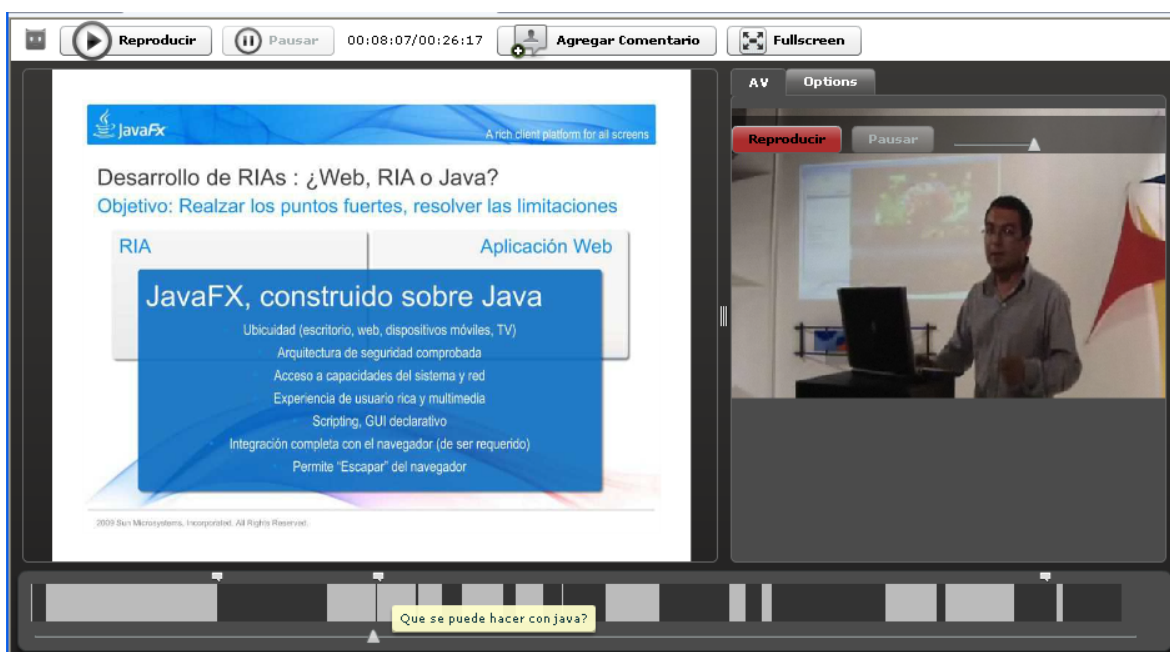 Reproducir
Pausar
00:08:07/00:26:17
Agregar Comentario
Fullscreen
AV
Options
JavaFx
A rich client platform for all screens
Desarrollo de RIAs : ¿Web, RIA o Java?
Objetivo: Realzar los puntos fuertes, resolver las limitaciones
RIA
Aplicación Web
JavaFX, construido sobre Java
Ubicuidad (escritorio, web, dispositivos móviles, TV)
Arquitectura de seguridad comprobada
Acceso a capacidades del sistema y red
Experiencia de usuario rica y multimedia
Scripting, GUI declarativo
Integración completa con el navegador (de ser requerido)
Permite “Escapar” del navegador
2009 Sun Microsystems, Incorporated. All Rights Reserved.
Reproducir
Pausar
Que se puede hacer con java?